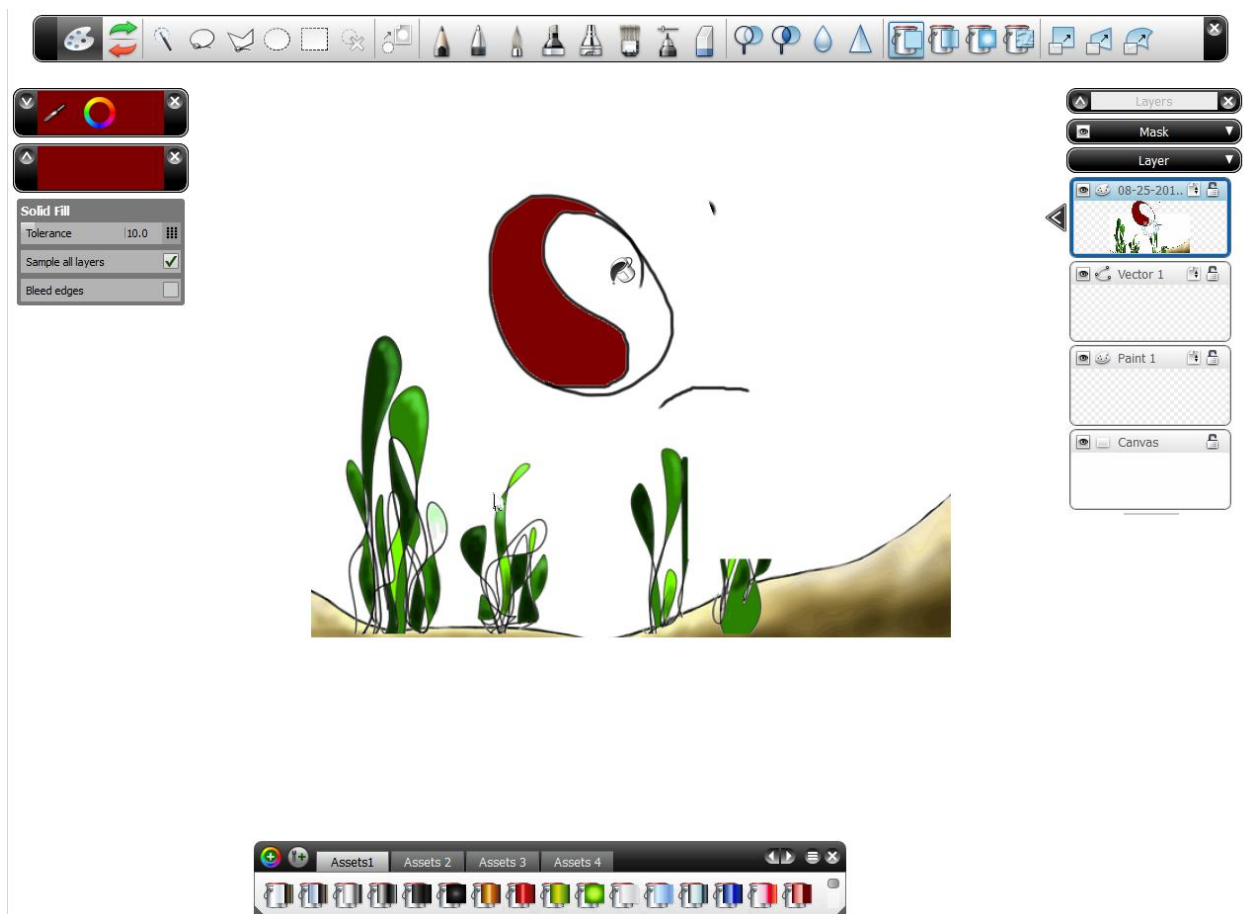 Solid Fill
Tolerance 10.0
Sample all layers
Bleed edges
Layers
Mask
Layer
08-25-201..
Vector 1
Paint 1
Canvas
Assets1 Assets 2 Assets 3 Assets 4